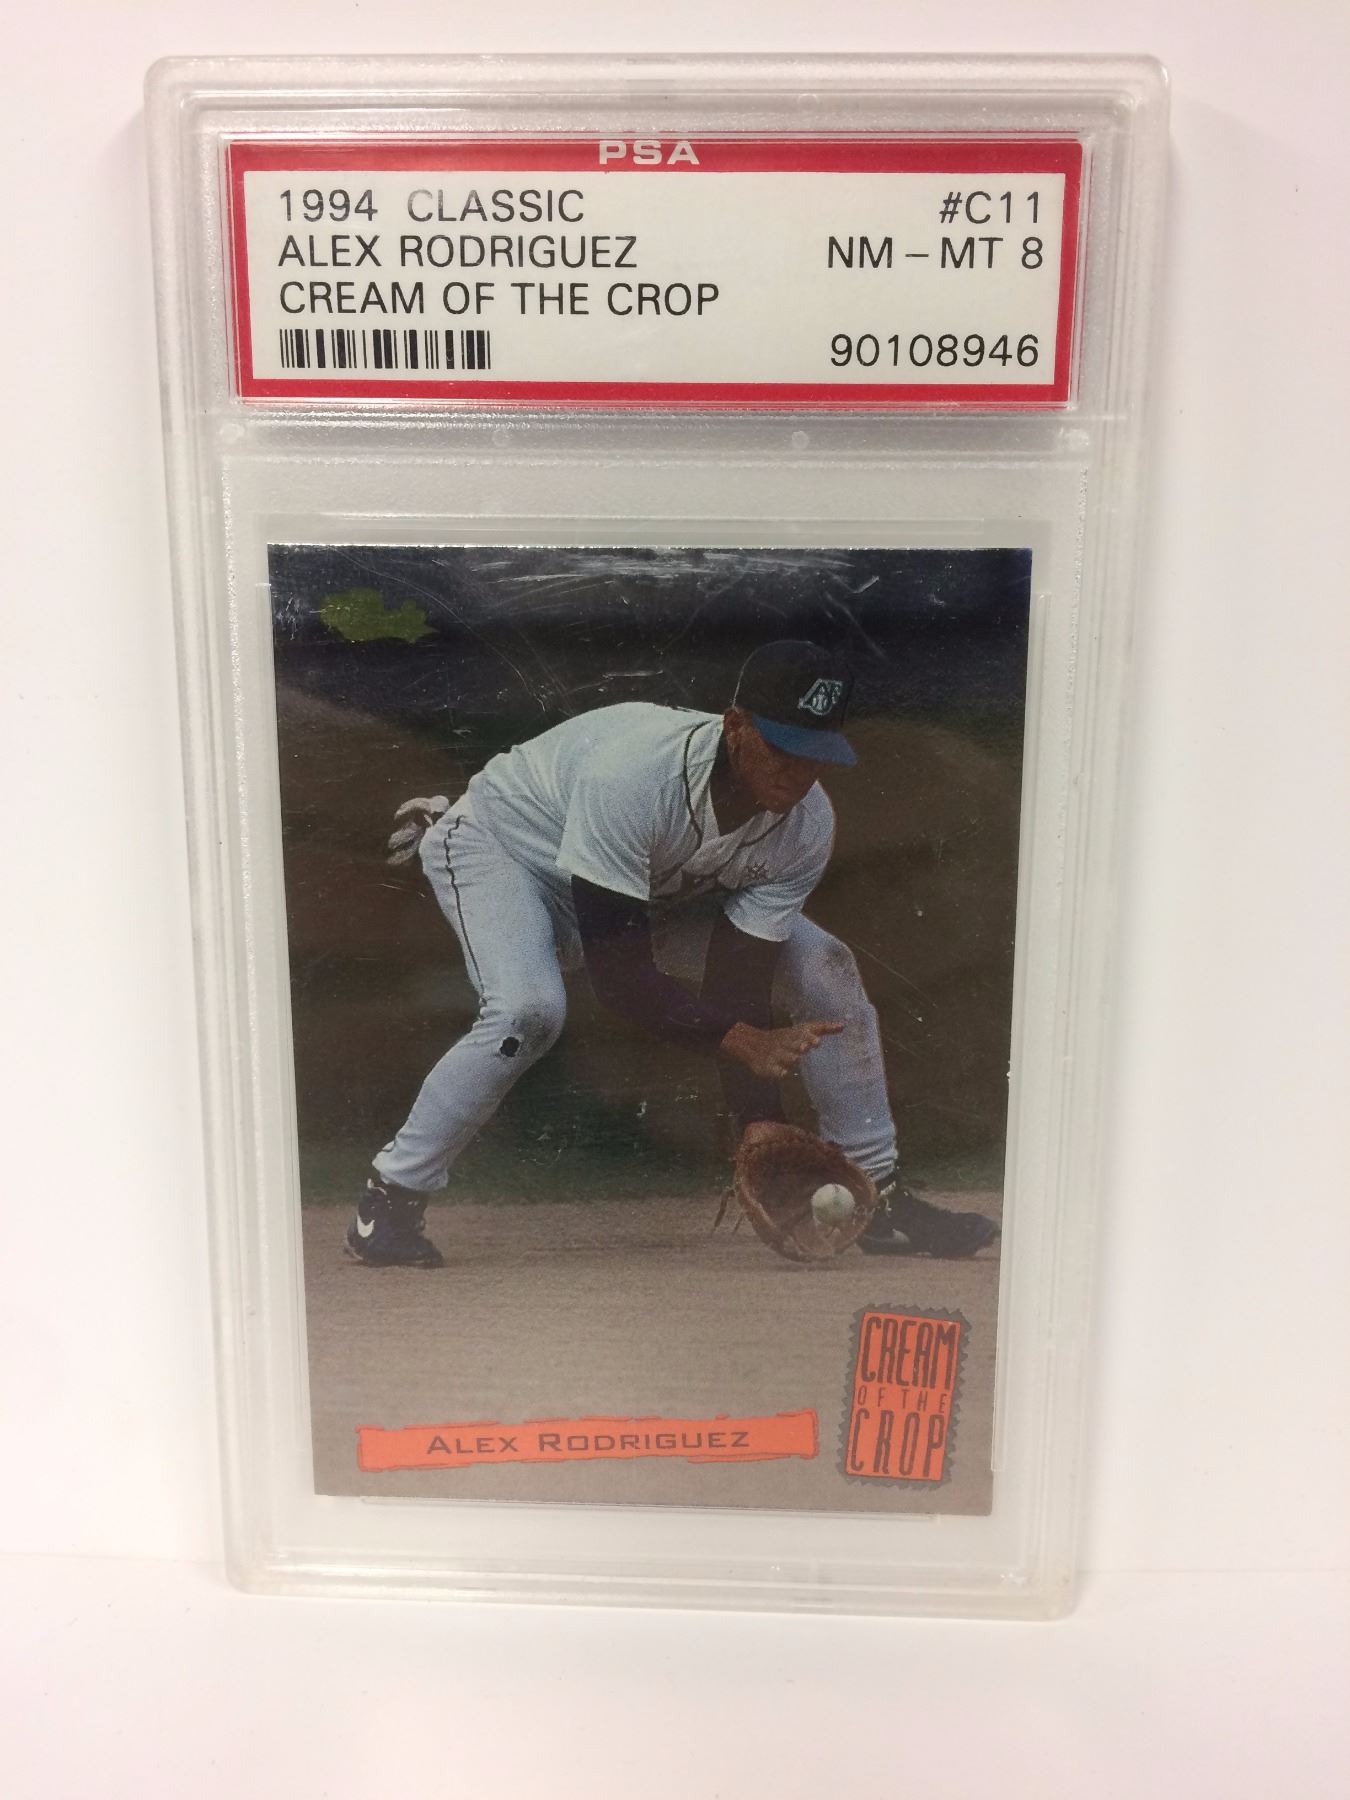 PSA
1994 CLASSIC #C11
ALEX RODRIGUEZ NM - MT 8
CREAM OF THE CROP
90108946
CREAM
OF THE
CROP
ALEX RODRIGUEZ